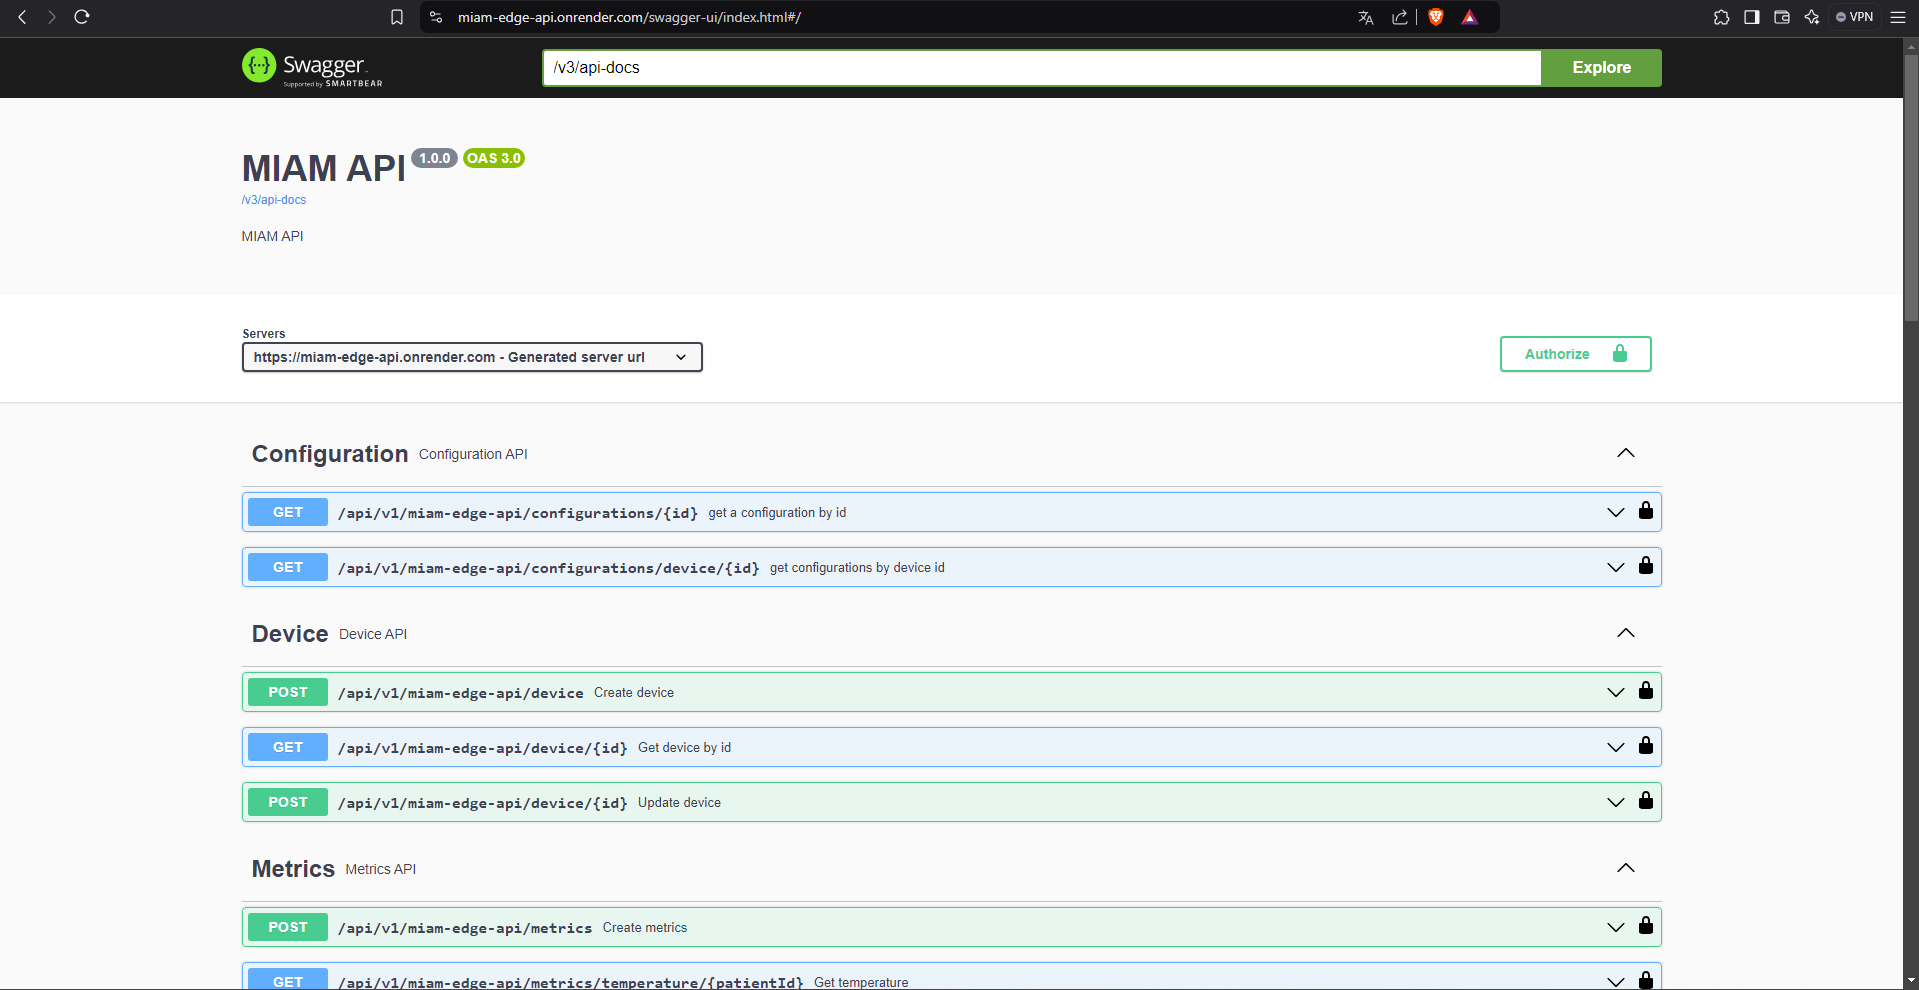 miam-edge-api.onrender.com/swagger-ui/index.html#/
VPN
Swagger
Supported by SMARTBEAR
/v3/api-docs
Explore
MIAM API 1.0.0 OAS 3.0
/v3/api-docs
MIAM API
Servers
https://miam-edge-api.onrender.com - Generated server url
Authorize
Configuration Configuration API
GET /api/v1/miam-edge-api/configurations/{id} get a configuration by id
GET /api/v1/miam-edge-api/configurations/device/{id} get configurations by device id
Device Device API
POST /api/v1/miam-edge-api/device Create device
GET /api/v1/miam-edge-api/device/{id} Get device by id
POST /api/v1/miam-edge-api/device/{id} Update device
Metrics Metrics API
POST /api/v1/miam-edge-api/metrics Create metrics
GET /api/v1/miam-edge-api/metrics/temperature/{patientId} Get temperature